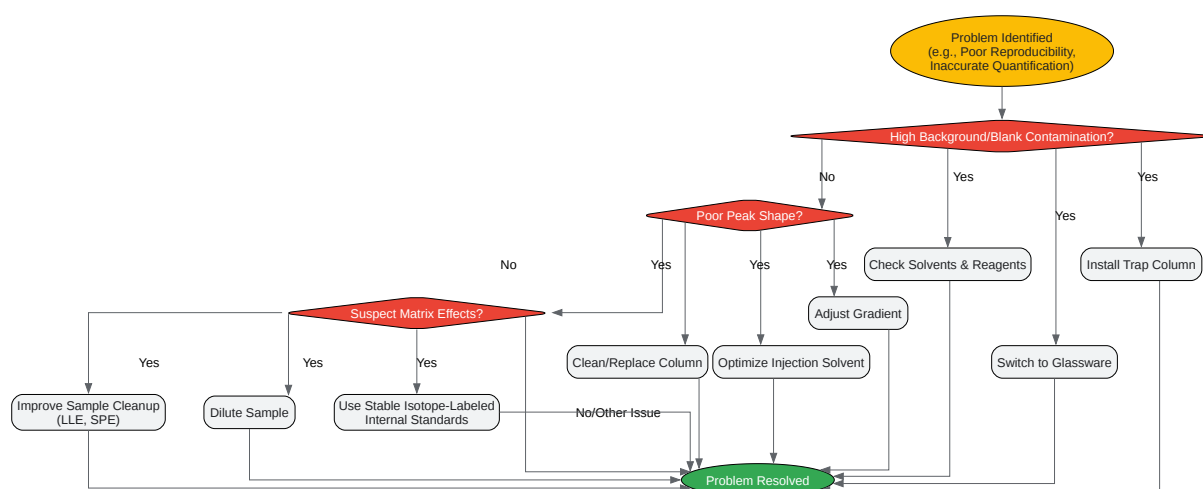 Problem Identified
(e.g., Poor Reproducibility,
Inaccurate Quantification)
High Background/Blank Contamination?
No
Yes
Yes
Yes
Poor Peak Shape?
Check Solvents & Reagents
Install Trap Column
No
Yes
Yes
Yes
Suspect Matrix Effects?
Adjust Gradient
Yes
Yes
Yes
Clean/Replace Column
Optimize Injection Solvent
Switch to Glassware
Improve Sample Cleanup
(LLE, SPE)
Dilute Sample
Use Stable Isotope-Labeled
Internal Standards
No/Other Issue
Problem Resolved